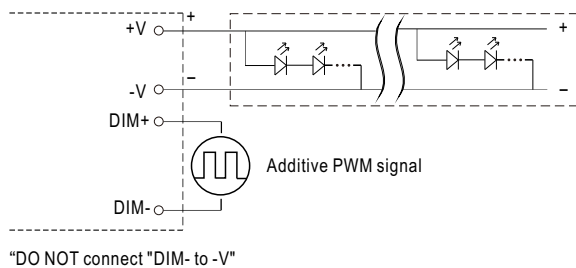 +
+V
+
-V
−
−
DIM+
Additive PWM signal
DIM-
“DO NOT connect "DIM- to -V"